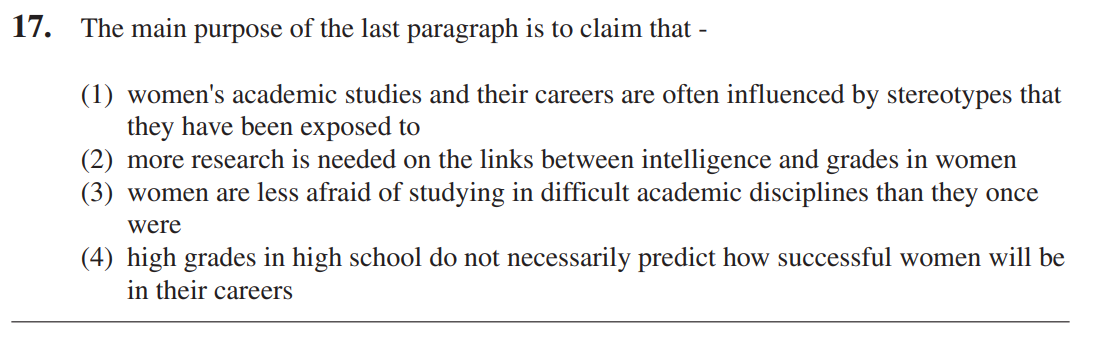 17. The main purpose of the last paragraph is to claim that -
(1) women's academic studies and their careers are often influenced by stereotypes that
they have been exposed to
(2) more research is needed on the links between intelligence and grades in women
(3) women are less afraid of studying in difficult academic disciplines than they once
were
(4) high grades in high school do not necessarily predict how successful women will be
in their careers